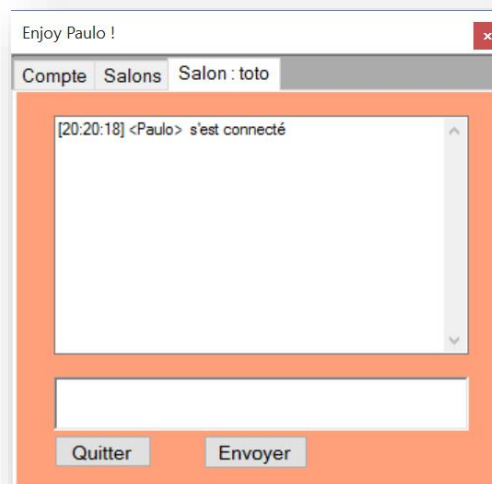 Enjoy Paulo !
Compte Salons Salon : toto
[20:20:18] <Paulo> s'est connecté
Quitter Envoyer